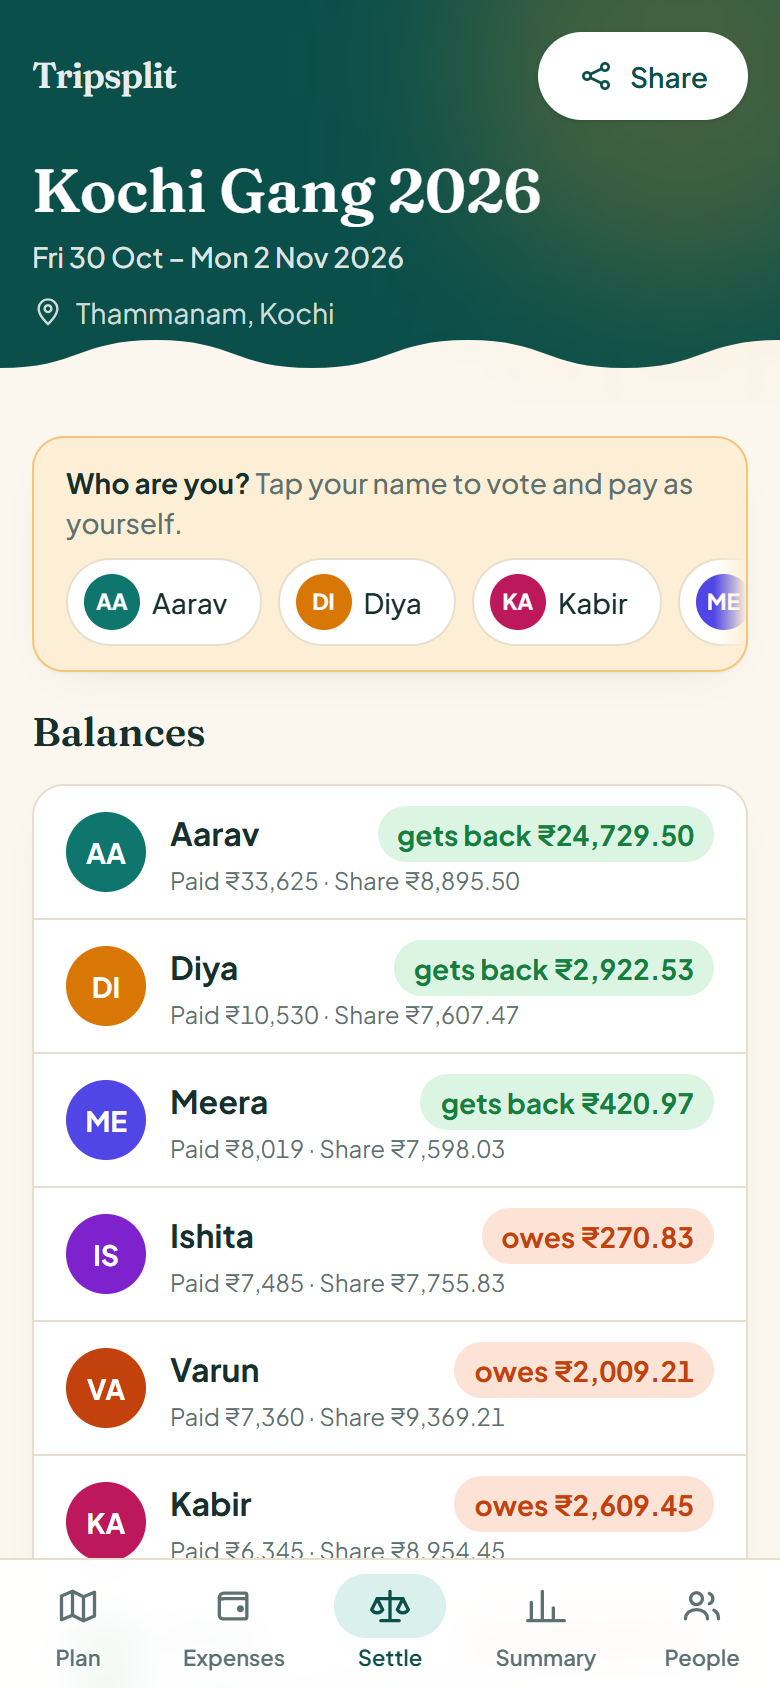 Tripsplit
Share
Kochi Gang 2026
Fri 30 Oct – Mon 2 Nov 2026
Thammanam, Kochi
Who are you? Tap your name to vote and pay as
yourself.
AA Aarav DI Diya KA Kabir ME
Balances
AA Aarav gets back ₹24,729.50
Paid ₹33,625 · Share ₹8,895.50
DI Diya gets back ₹2,922.53
Paid ₹10,530 · Share ₹7,607.47
ME Meera gets back ₹420.97
Paid ₹8,019 · Share ₹7,598.03
IS Ishita owes ₹270.83
Paid ₹7,485 · Share ₹7,755.83
VA Varun owes ₹2,009.21
Paid ₹7,360 · Share ₹9,369.21
KA Kabir owes ₹2,609.45
Paid ₹6,345 · Share ₹8,954.45
Plan Expenses Settle Summary People